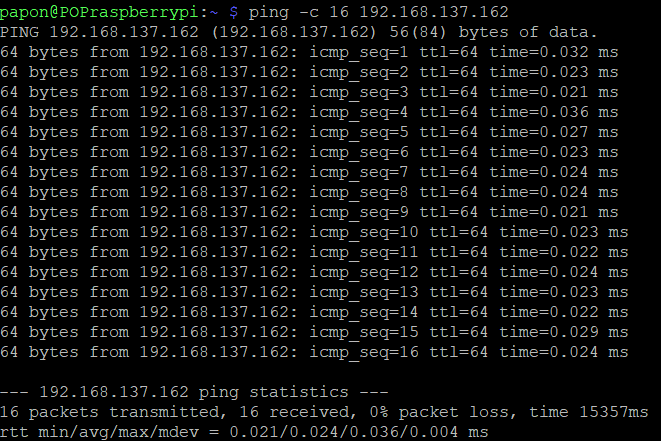 papon@POPraspberrypi:~ $ ping -c 16 192.168.137.162
PING 192.168.137.162 (192.168.137.162) 56(84) bytes of data.
64 bytes from 192.168.137.162: icmp_seq=1 ttl=64 time=0.032 ms
64 bytes from 192.168.137.162: icmp_seq=2 ttl=64 time=0.023 ms
64 bytes from 192.168.137.162: icmp_seq=3 ttl=64 time=0.021 ms
64 bytes from 192.168.137.162: icmp_seq=4 ttl=64 time=0.036 ms
64 bytes from 192.168.137.162: icmp_seq=5 ttl=64 time=0.027 ms
64 bytes from 192.168.137.162: icmp_seq=6 ttl=64 time=0.023 ms
64 bytes from 192.168.137.162: icmp_seq=7 ttl=64 time=0.024 ms
64 bytes from 192.168.137.162: icmp_seq=8 ttl=64 time=0.024 ms
64 bytes from 192.168.137.162: icmp_seq=9 ttl=64 time=0.021 ms
64 bytes from 192.168.137.162: icmp_seq=10 ttl=64 time=0.023 ms
64 bytes from 192.168.137.162: icmp_seq=11 ttl=64 time=0.022 ms
64 bytes from 192.168.137.162: icmp_seq=12 ttl=64 time=0.024 ms
64 bytes from 192.168.137.162: icmp_seq=13 ttl=64 time=0.023 ms
64 bytes from 192.168.137.162: icmp_seq=14 ttl=64 time=0.022 ms
64 bytes from 192.168.137.162: icmp_seq=15 ttl=64 time=0.029 ms
64 bytes from 192.168.137.162: icmp_seq=16 ttl=64 time=0.024 ms
--- 192.168.137.162 ping statistics ---
16 packets transmitted, 16 received, 0% packet loss, time 15357ms
rtt min/avg/max/mdev = 0.021/0.024/0.036/0.004 ms